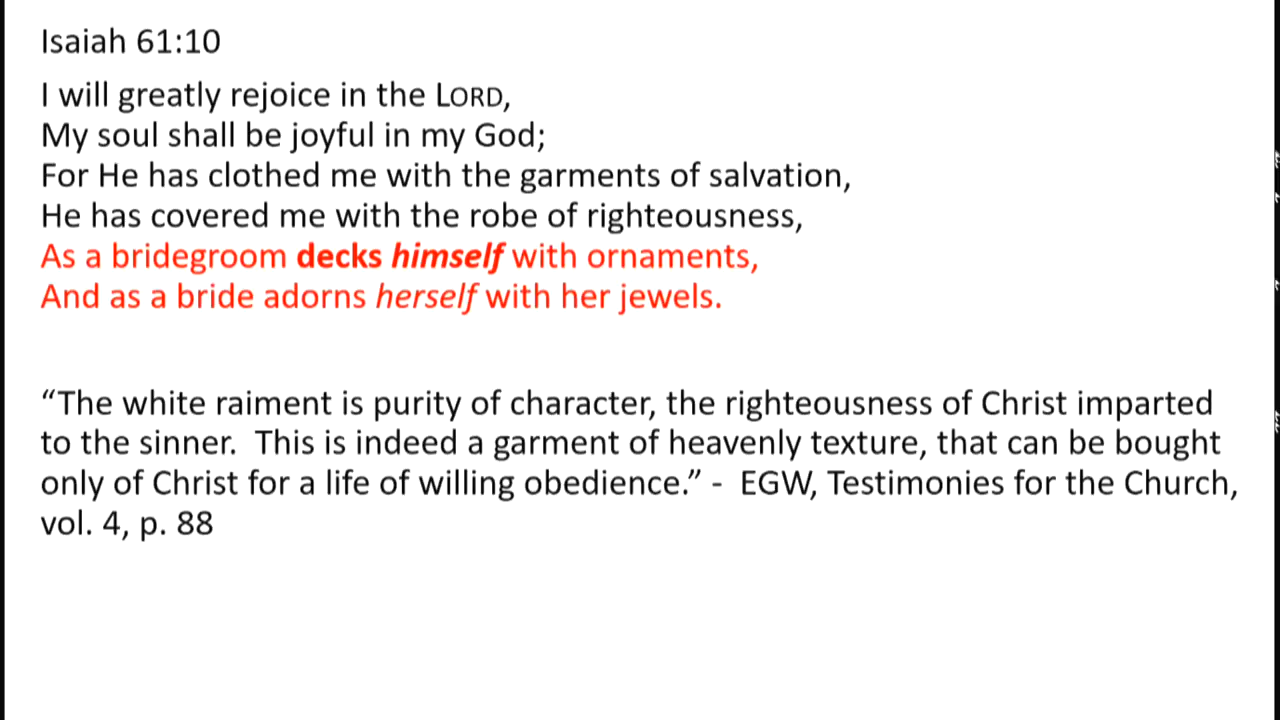 Isaiah 61:10
I will greatly rejoice in the LORD,
My soul shall be joyful in my God;
For He has clothed me with the garments of salvation,
He has covered me with the robe of righteousness,
As a bridegroom decks himself with ornaments,
And as a bride adorns herself with her jewels.
“The white raiment is purity of character, the righteousness of Christ imparted
to the sinner.  This is indeed a garment of heavenly texture, that can be bought
only of Christ for a life of willing obedience.” -  EGW, Testimonies for the Church,
vol. 4, p. 88